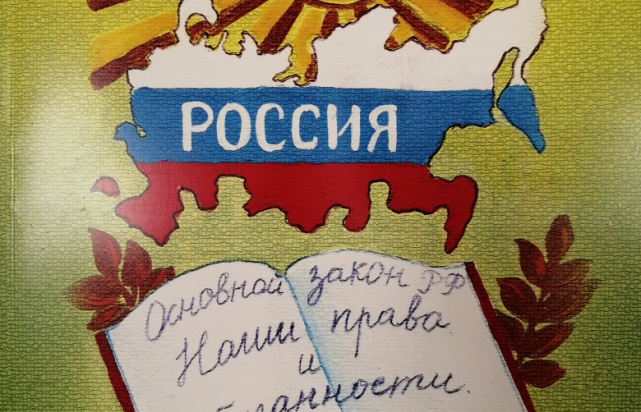 РОССИЯ
Основной закон РФ
Наши права
и